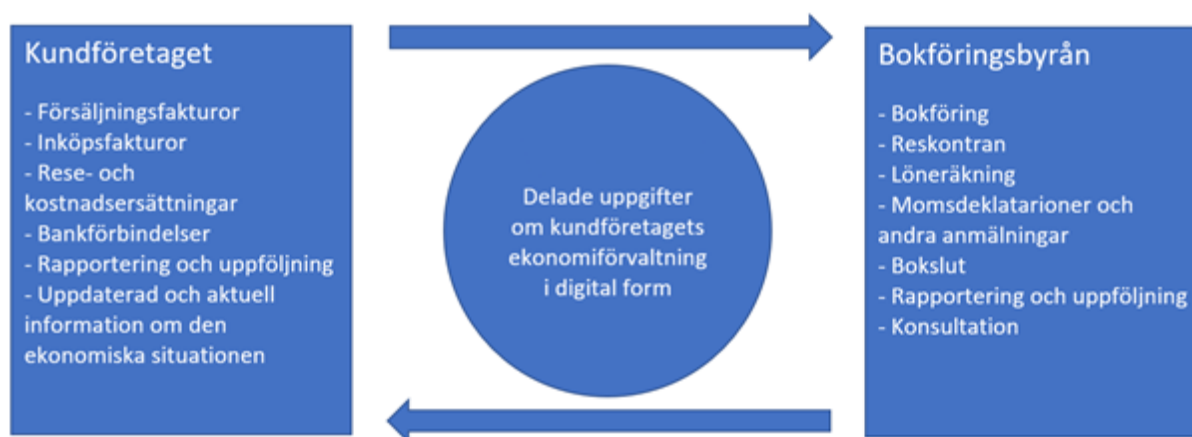 Kundföretaget
- Försäljningsfakturor
- Inköpsfakturor
- Rese- och
kostnadsersättningar
- Bankförbindelser
- Rapportering och uppföljning
- Uppdaterad och aktuell
information om den
ekonomiska situationen
Delade uppgifter
om kundföretagets
ekonomiförvaltning
i digital form
Bokföringsbyrån
- Bokföring
- Reskontran
- Löneräkning
- Momsdeklatarioner och
andra anmälningar
- Bokslut
- Rapportering och uppföljning
- Konsultation